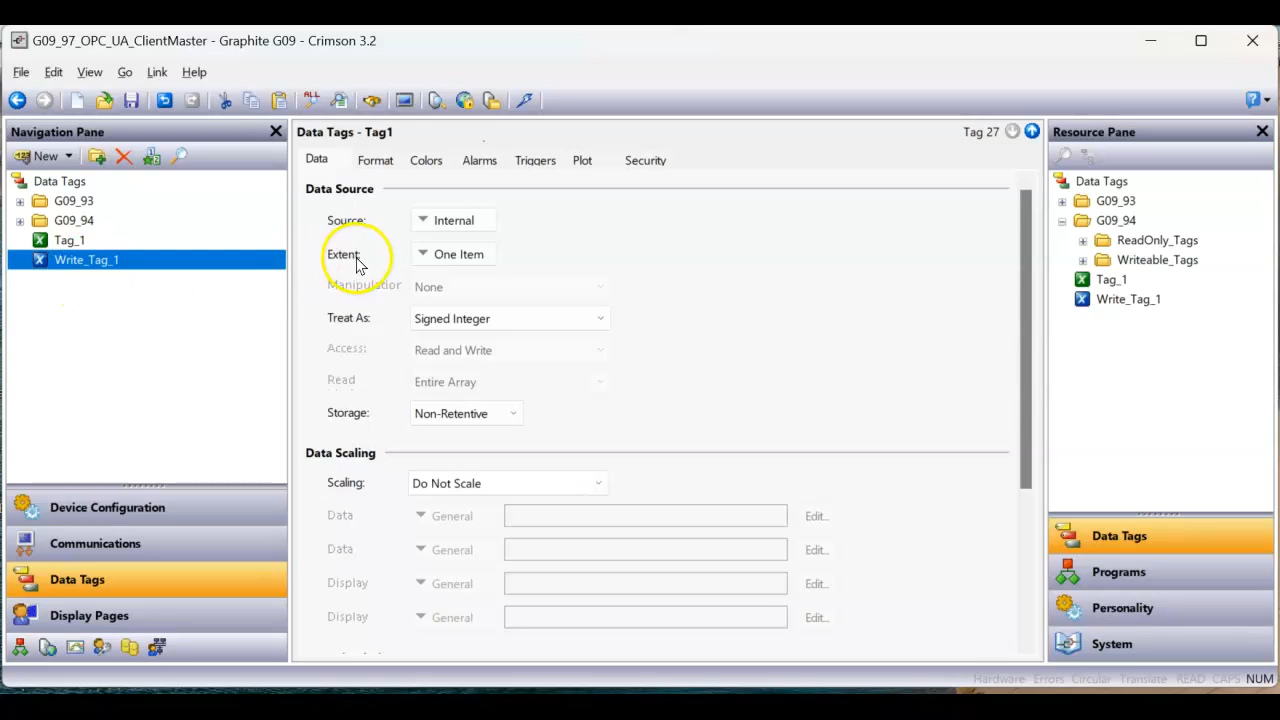 G09_97_OPC_UA_ClientMaster - Graphite G09 - Crimson 3.2
File Edit View Go Link Help
Navigation Pane
New
Data Tags
G09_93
G09_94
Tag_1
Write_Tag_1
Device Configuration
Communications
Data Tags
Display Pages
Data Tags - Tag1
Tag 27
Data Format Colors Alarms Triggers Plot Security
Data Source
Source: Internal
Extent: One Item
Manipulation None
Treat As: Signed Integer
Access: Read and Write
Read Entire Array
Storage: Non-Retentive
Data Scaling
Scaling: Do Not Scale
Data General Edit...
Data General Edit...
Display General Edit...
Display General Edit...
Resource Pane
Data Tags
G09_93
G09_94
ReadOnly_Tags
Writeable_Tags
Tag_1
Write_Tag_1
Data Tags
Programs
Personality
System
Hardware Errors Circular Translate READ CAPS NUM